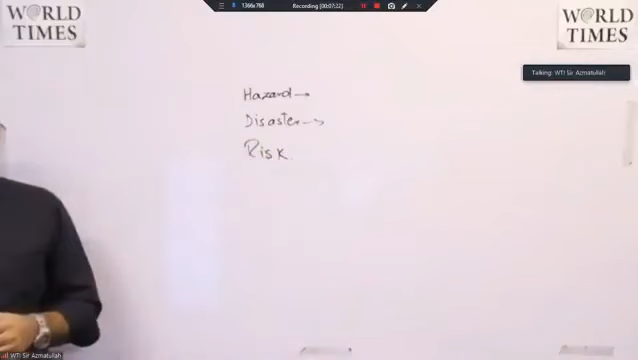 WORLD
TIMES
1366x768
Recording [00:07:22]
WORLD
TIMES
Talking: WTI Sir Azmatullah
Hazard →
Disaster →
Risk
WTI Sir Azmatullah